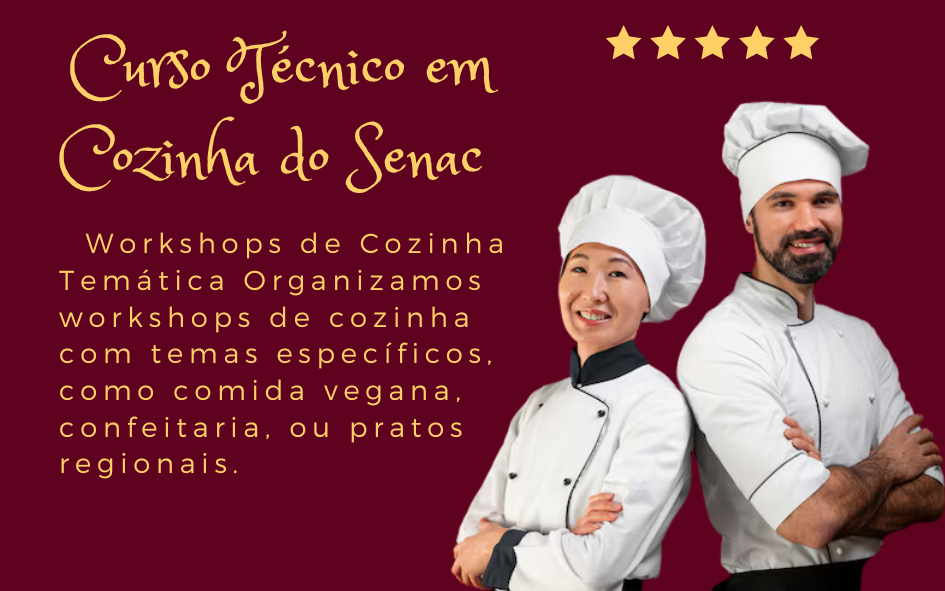 Curso Técnico em
Cozinha do Senac
Workshops de Cozinha
Temática Organizamos
workshops de cozinha
com temas específicos,
como comida vegana,
confeitaria, ou pratos
regionais.